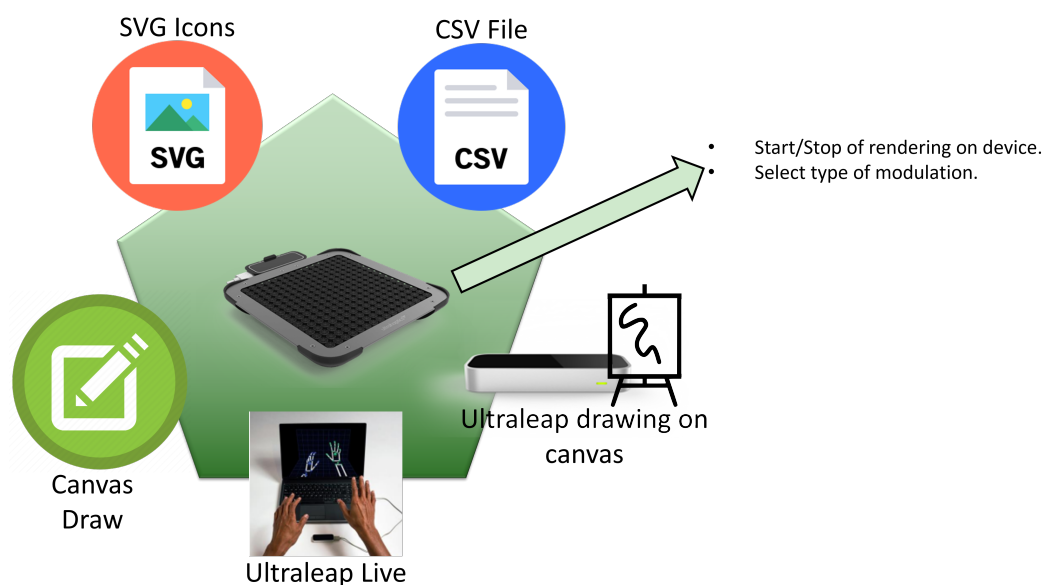 SVG Icons
CSV File
SVG
CSV
Start/Stop of rendering on device.
Select type of modulation.
Ultraleap drawing on
canvas
Canvas
Draw
Ultraleap Live